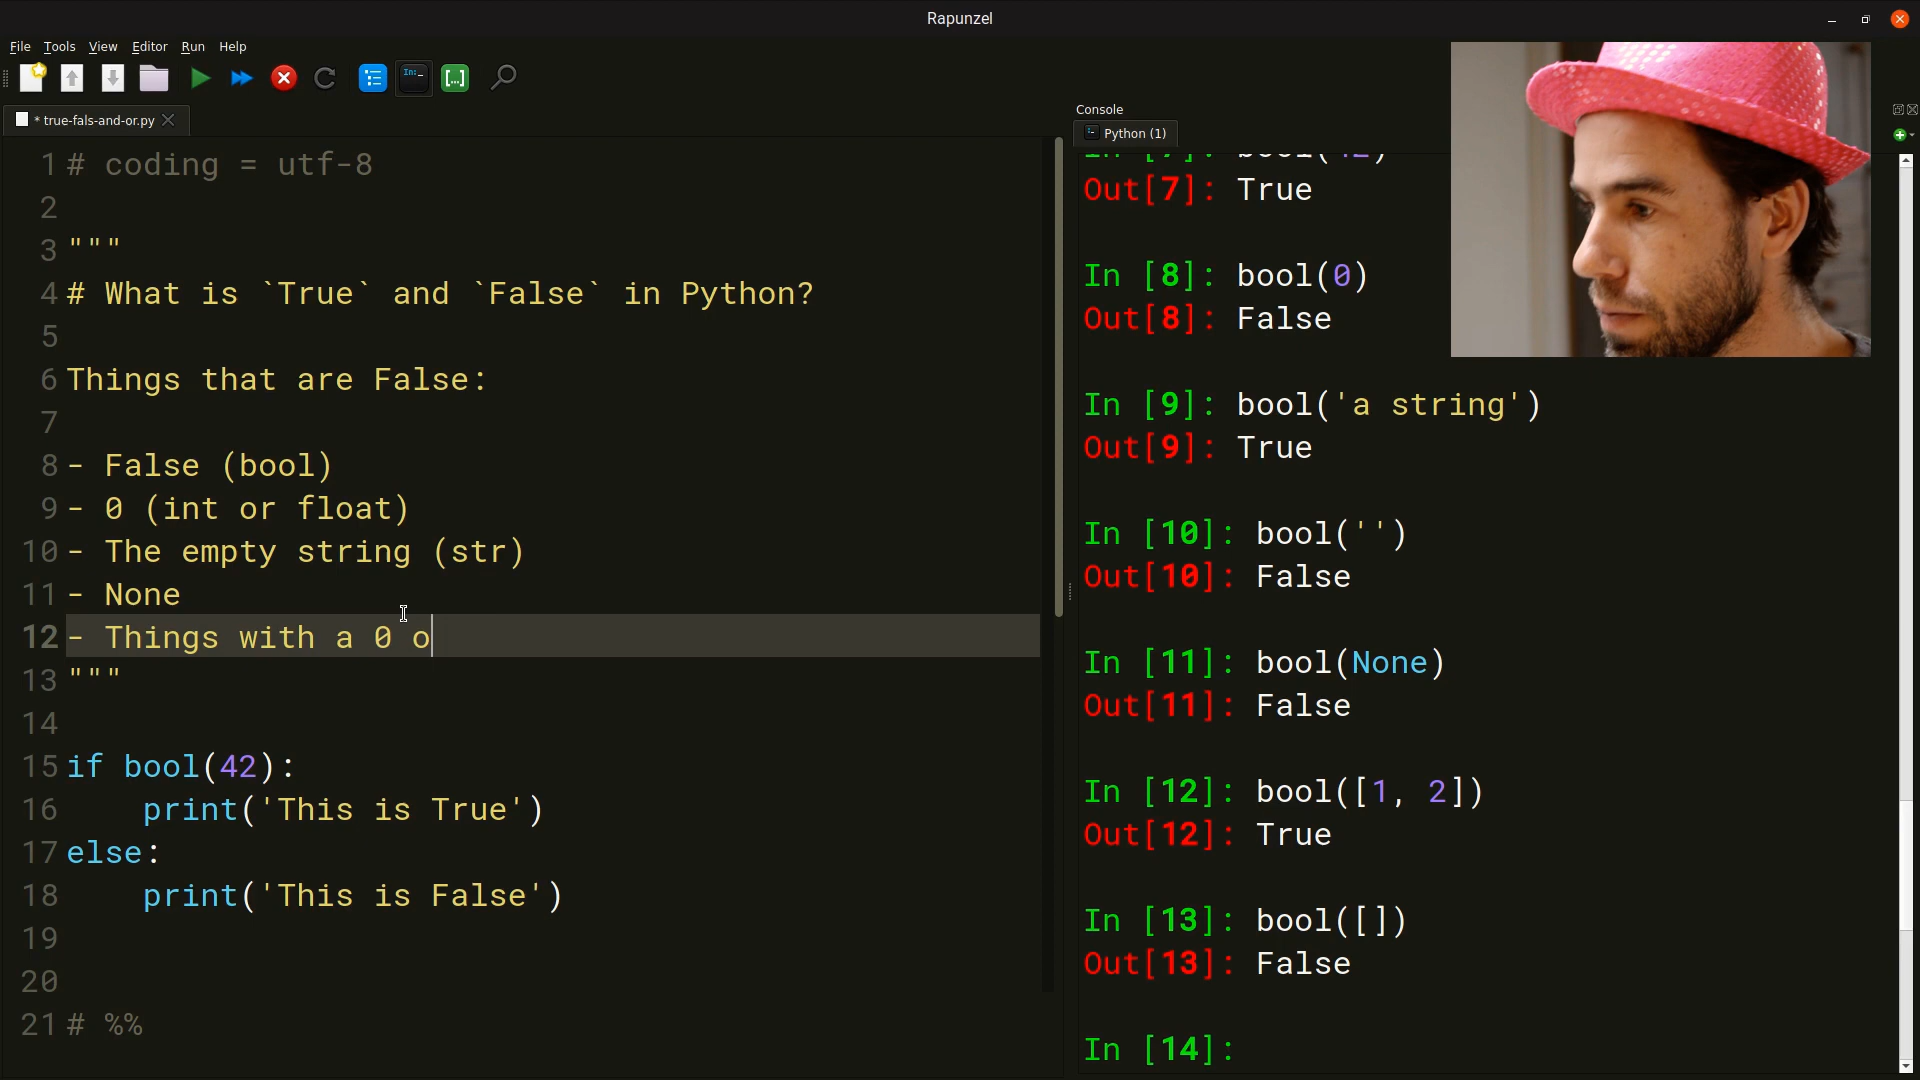 Rapunzel
File Tools View Editor Run Help
* true-fals-and-or.py
1 # coding = utf-8
2
3 """
4 # What is `True` and `False` in Python?
5
6 Things that are False:
7
8 - False (bool)
9 - 0 (int or float)
10 - The empty string (str)
11 - None
12 - Things with a 0 o
13 """
14
15 if bool(42):
16     print('This is True')
17 else:
18     print('This is False')
19
20
21 # %%
Console
Python (1)
In [7]: bool(42)
Out[7]: True
In [8]: bool(0)
Out[8]: False
In [9]: bool('a string')
Out[9]: True
In [10]: bool('')
Out[10]: False
In [11]: bool(None)
Out[11]: False
In [12]: bool([1, 2])
Out[12]: True
In [13]: bool([])
Out[13]: False
In [14]: